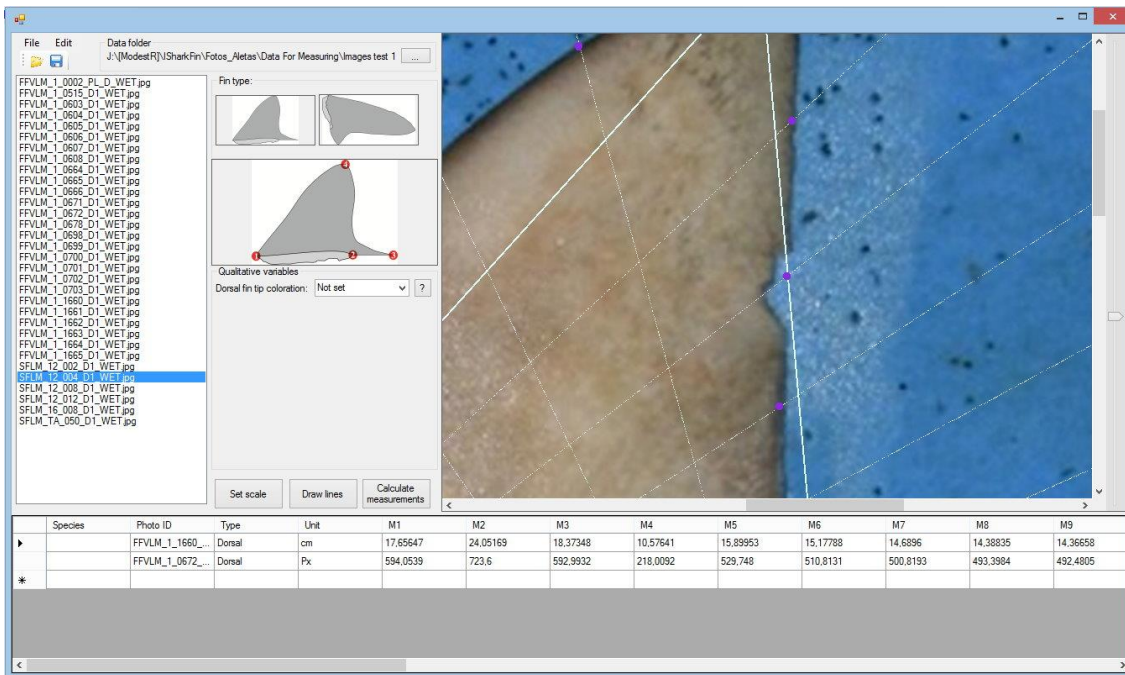 File Edit
Data folder
J:\[ModestR]\ISharkFin\Fotos_Aletas\Data For Measuring\Images test 1 ...
FFVLM_1_0002_PL_D_WET.jpg
FFVLM_1_0515_D1_WET.jpg
FFVLM_1_0603_D1_WET.jpg
FFVLM_1_0604_D1_WET.jpg
FFVLM_1_0605_D1_WET.jpg
FFVLM_1_0606_D1_WET.jpg
FFVLM_1_0607_D1_WET.jpg
FFVLM_1_0608_D1_WET.jpg
FFVLM_1_0664_D1_WET.jpg
FFVLM_1_0665_D1_WET.jpg
FFVLM_1_0666_D1_WET.jpg
FFVLM_1_0671_D1_WET.jpg
FFVLM_1_0672_D1_WET.jpg
FFVLM_1_0678_D1_WET.jpg
FFVLM_1_0698_D1_WET.jpg
FFVLM_1_0699_D1_WET.jpg
FFVLM_1_0700_D1_WET.jpg
FFVLM_1_0701_D1_WET.jpg
FFVLM_1_0702_D1_WET.jpg
FFVLM_1_0703_D1_WET.jpg
FFVLM_1_1660_D1_WET.jpg
FFVLM_1_1661_D1_WET.jpg
FFVLM_1_1662_D1_WET.jpg
FFVLM_1_1663_D1_WET.jpg
FFVLM_1_1664_D1_WET.jpg
FFVLM_1_1665_D1_WET.jpg
SFLM_12_002_D1_WET.jpg
SFLM_12_004_D1_WET.jpg
SFLM_12_008_D1_WET.jpg
SFLM_12_012_D1_WET.jpg
SFLM_16_008_D1_WET.jpg
SFLM_TA_050_D1_WET.jpg
Fin type:
4
1 2 3
Qualitative variables
Dorsal fin tip coloration: Not set ?
Set scale Draw lines Calculate
measurements
Species Photo ID Type Unit M1 M2 M3 M4 M5 M6 M7 M8 M9
FFVLM_1_1660_... Dorsal cm 17,65647 24,05169 18,37348 10,57641 15,89953 15,17788 14,6896 14,38835 14,36658
FFVLM_1_0672_... Dorsal Px 594,0539 723,6 592,9932 218,0092 529,748 510,8131 500,8193 493,3984 492,4805